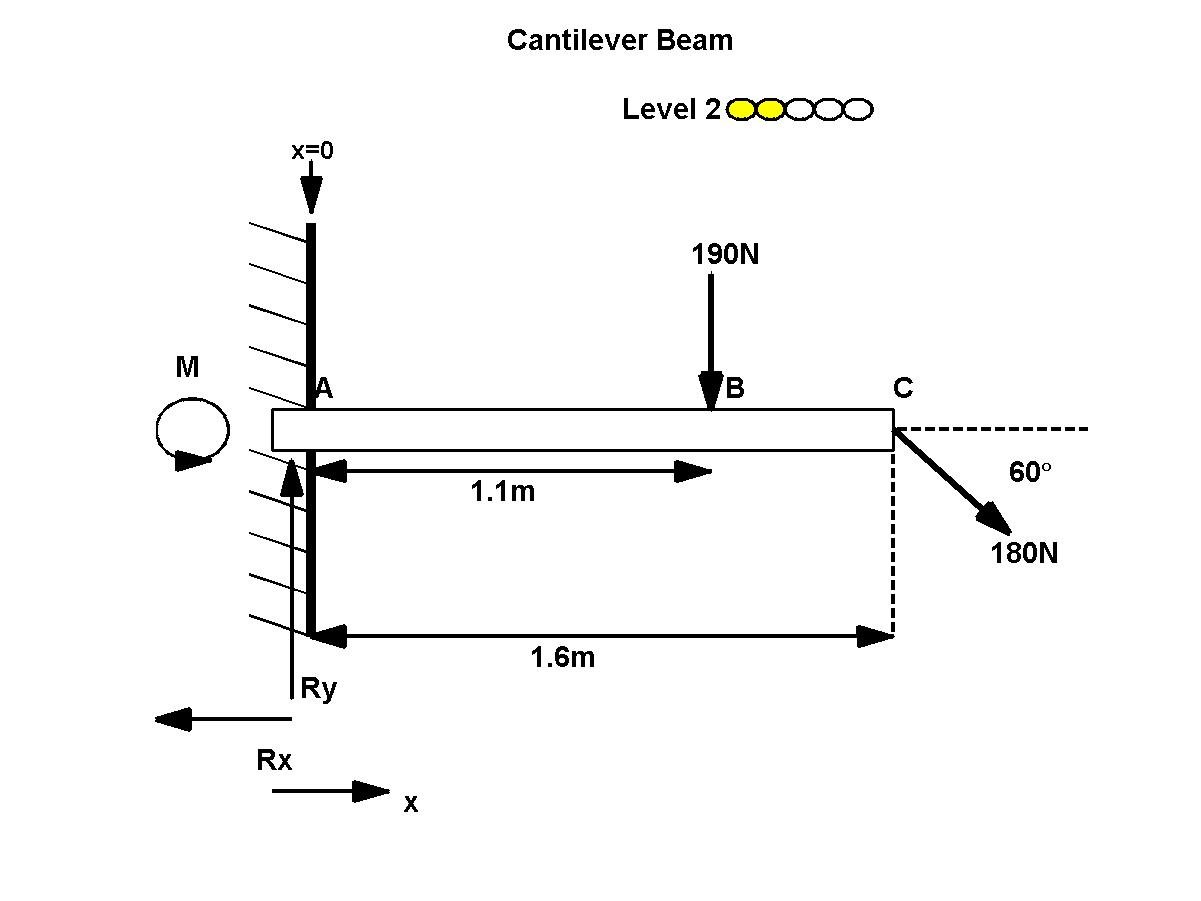 Cantilever Beam
Level 2
x=0
190N
M
A
B
C
60°
1.1m
180N
1.6m
Ry
Rx
x